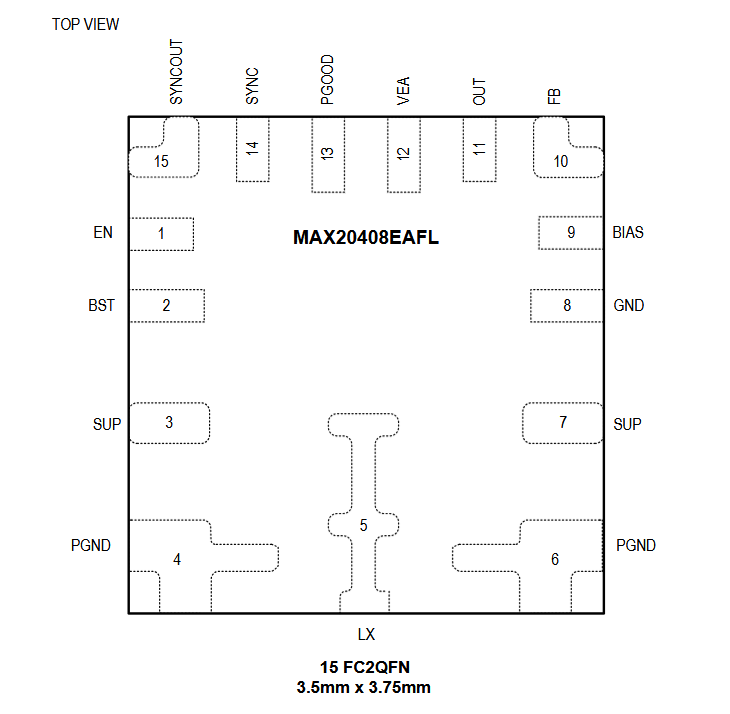 TOP VIEW
SYNCOUT SYNC PGOOD VEA OUT FB
15 14 13 12 11 10
EN 1 MAX20408EAFL 9 BIAS
BST 2 8 GND
SUP 3 7 SUP
5
PGND 4 6 PGND
LX
15 FC2QFN
3.5mm x 3.75mm